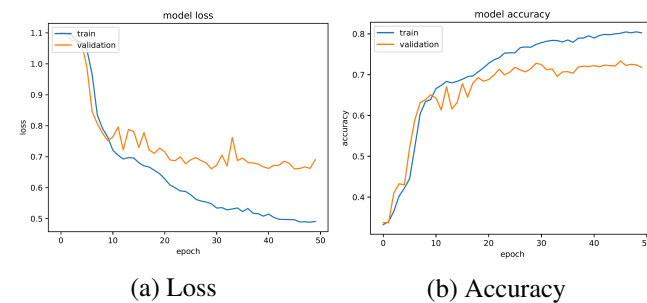 model loss
1.1
1.0
0.9
0.8
0.7
0.6
0.5
loss
train
validation
0 10 20 30 40 50
epoch
(a) Loss
model accuracy
0.8
0.7
0.6
0.5
0.4
accuracy
train
validation
0 10 20 30 40 50
epoch
(b) Accuracy